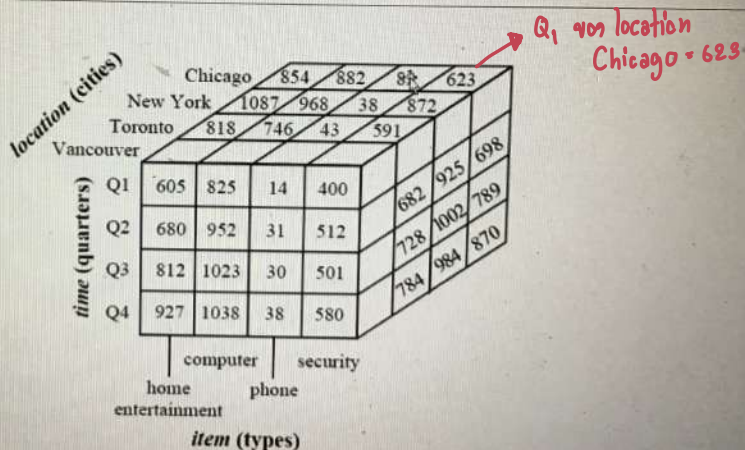 Q1 ของ location
Chicago = 623
location (cities)
Chicago 854 882 623
New York 1087 968 38 872
Toronto 818 746 43 591
Vancouver
time (quarters)
Q1 605 825 14 400
Q2 680 952 31 512
Q3 812 1023 30 501
Q4 927 1038 38 580
682 925 698
728 1002 789
784 984 870
computer security
home phone
entertainment
item (types)